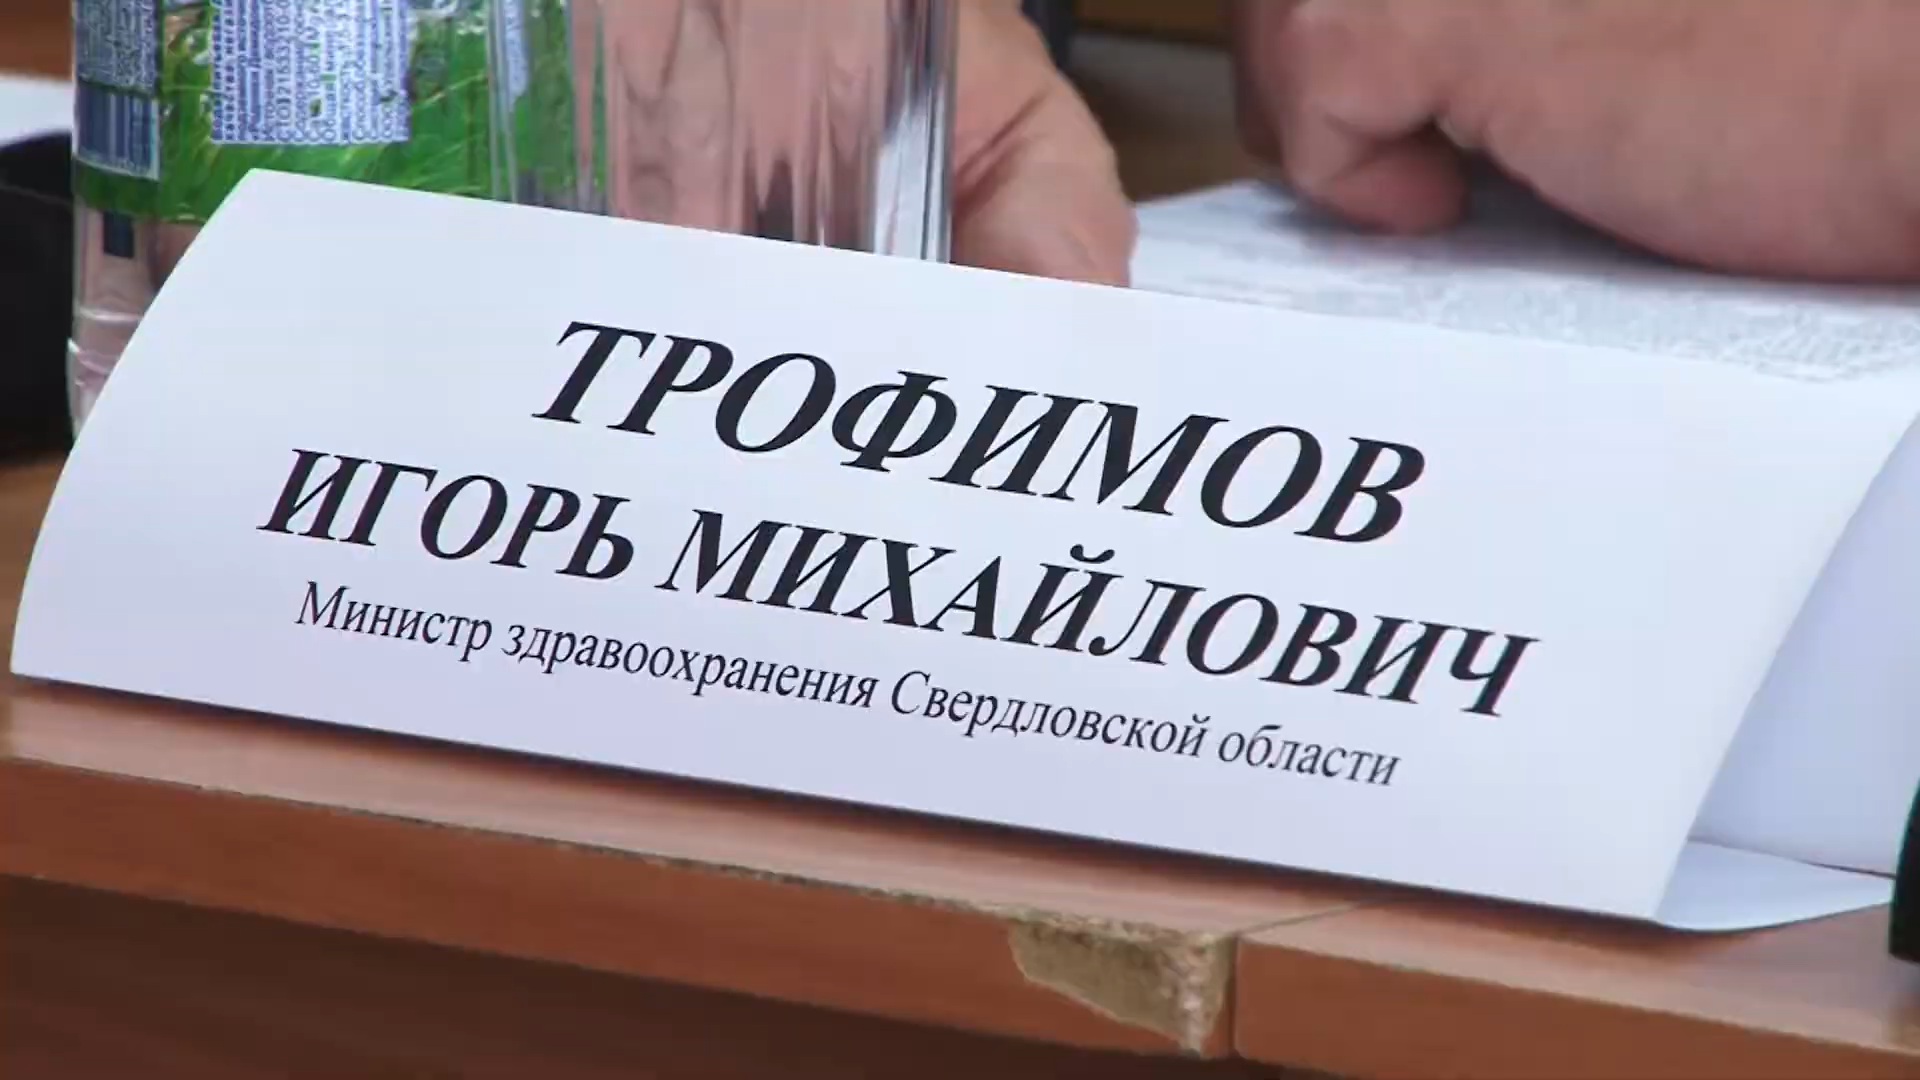 ТРОФИМОВ
ИГОРЬ МИХАЙЛОВИЧ
Министр здравоохранения Свердловской области